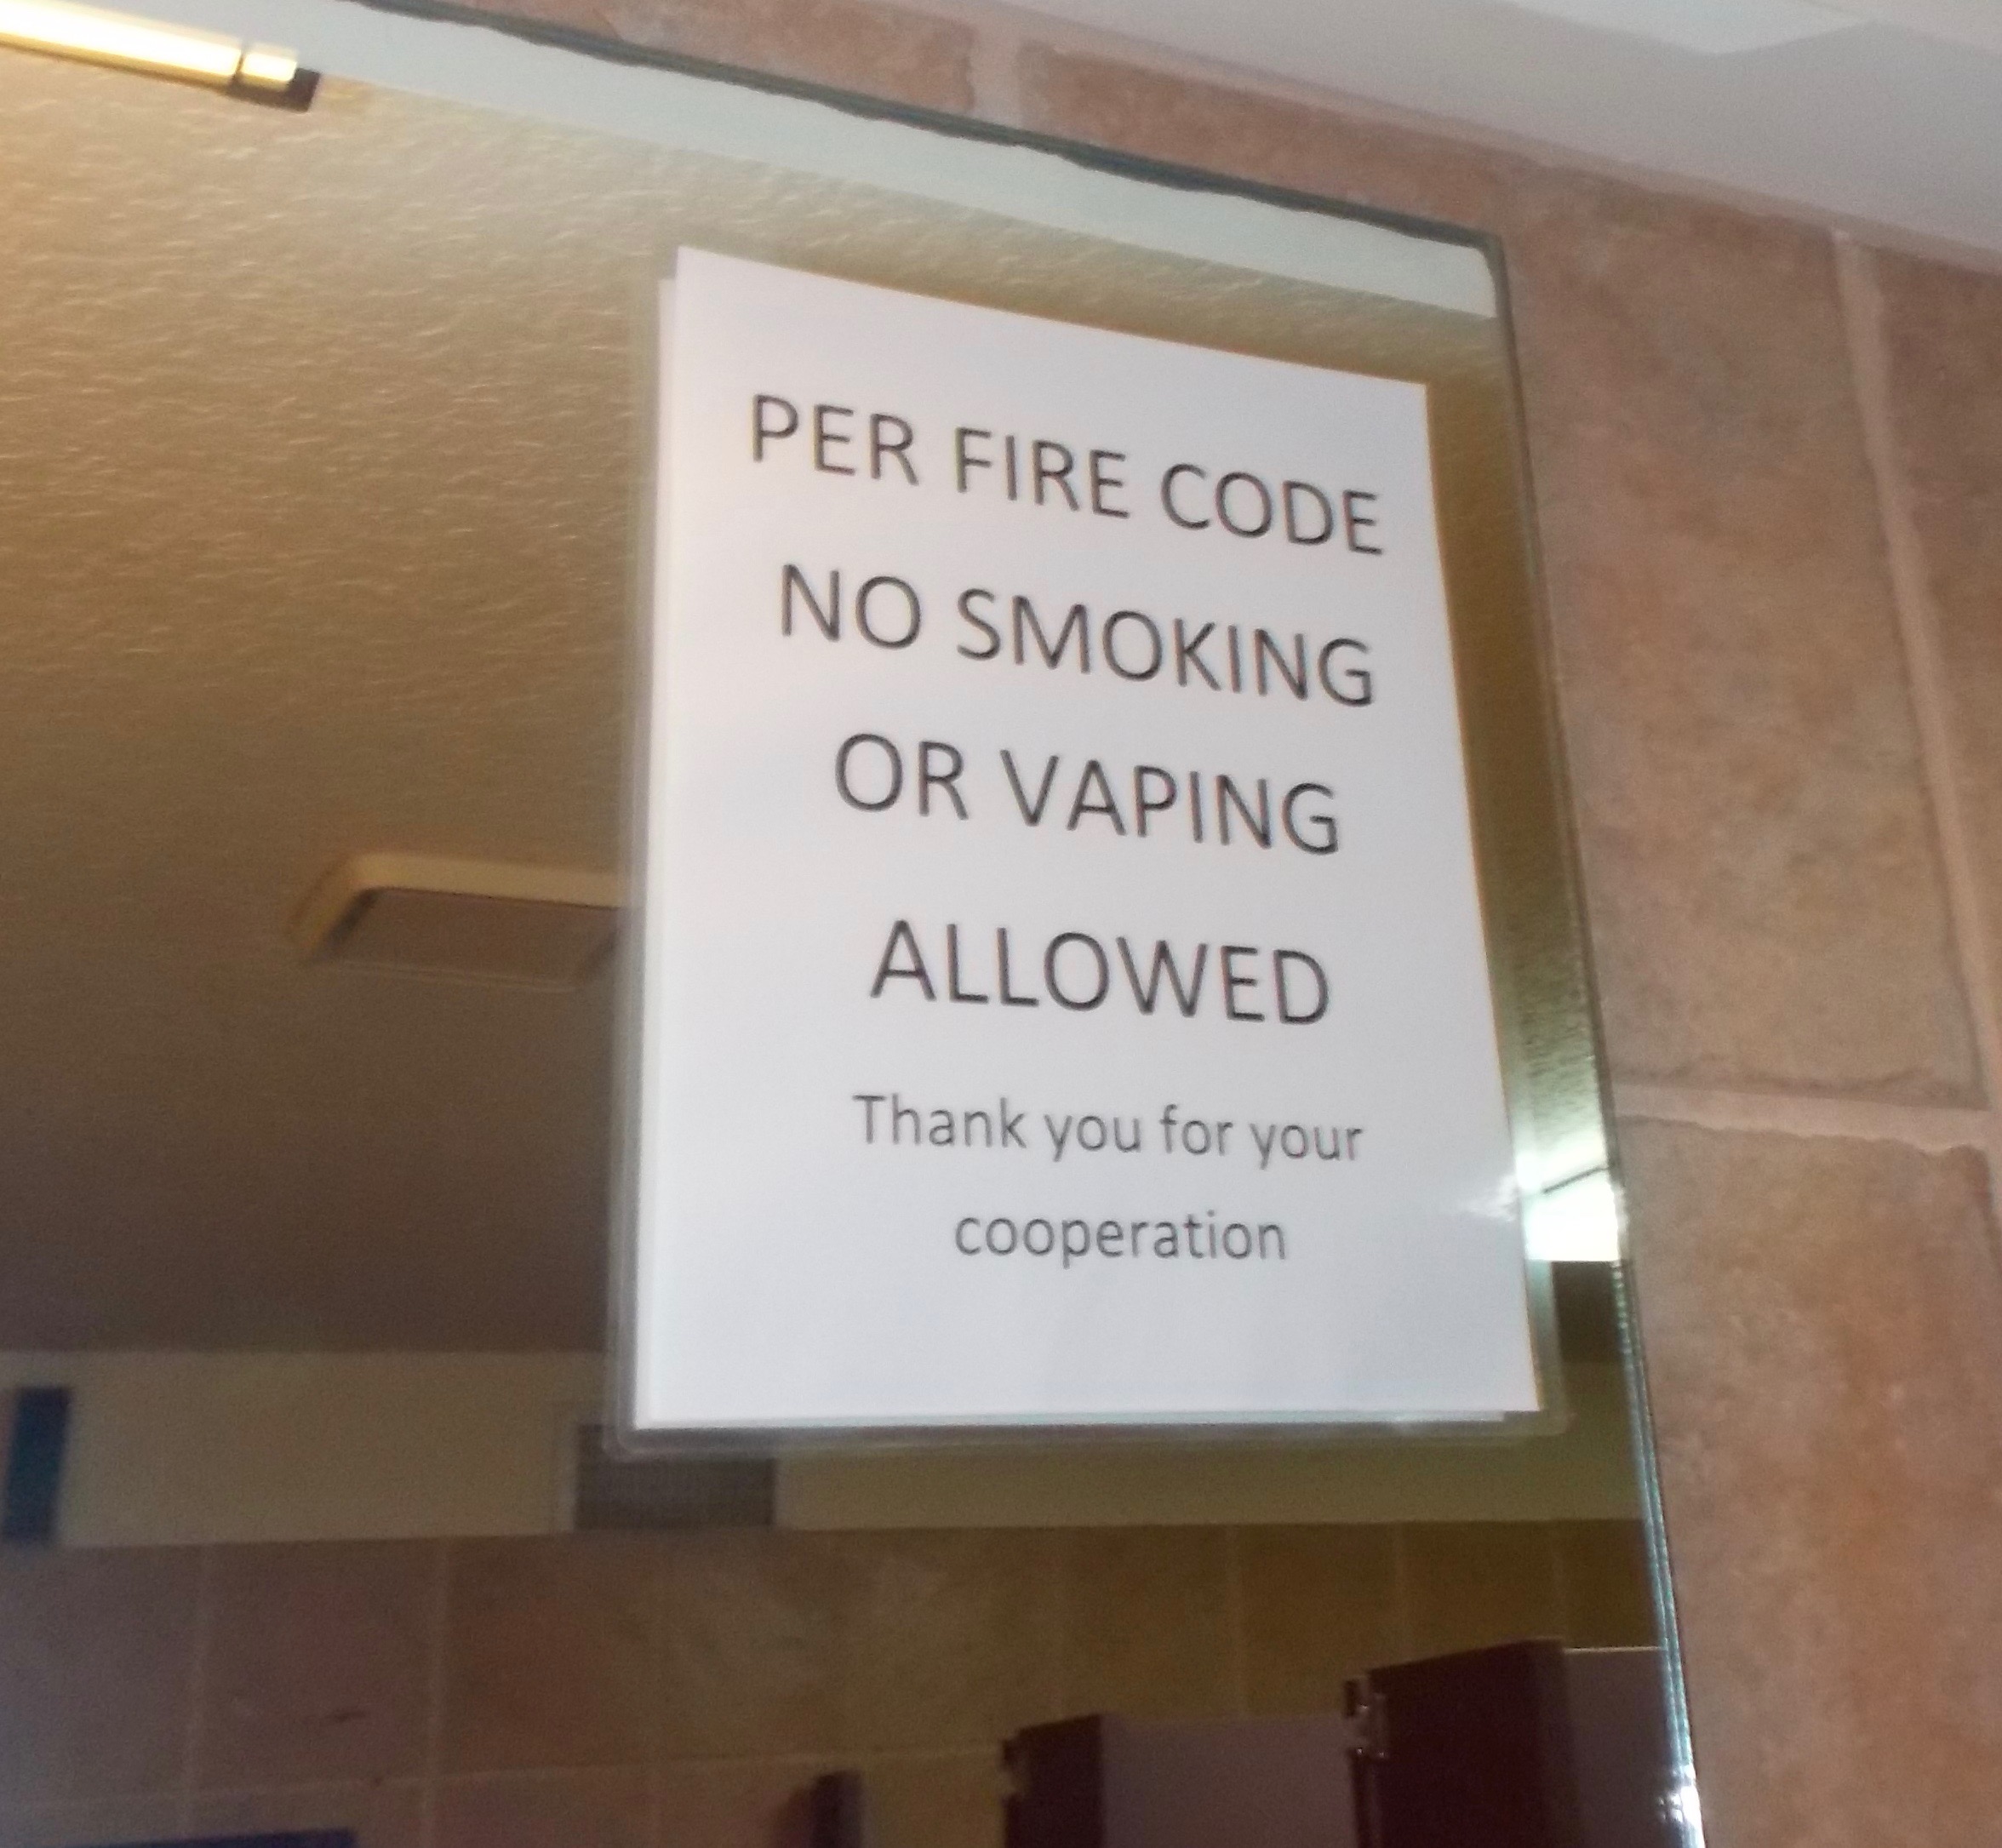 PER FIRE CODE
NO SMOKING
OR VAPING
ALLOWED
Thank you for your
cooperation